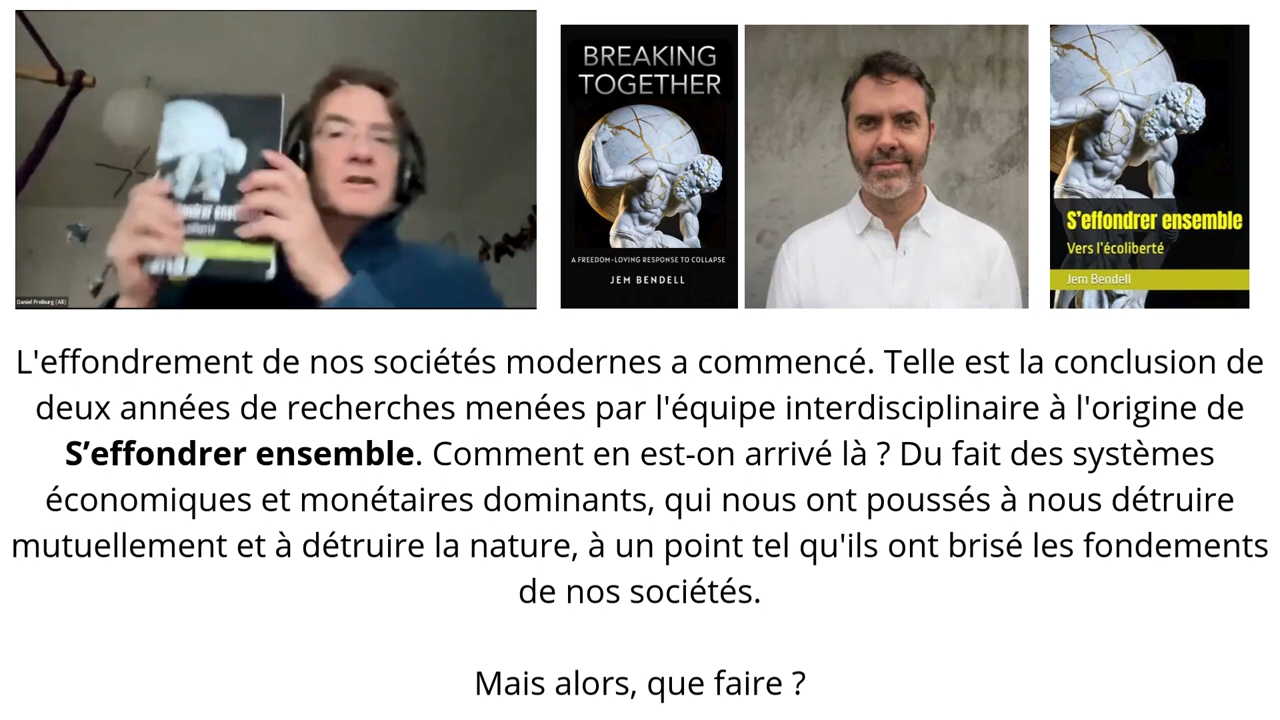 Daniel Freiburg (All)
BREAKING
TOGETHER
A FREEDOM-LOVING RESPONSE TO COLLAPSE
JEM BENDELL
S'effondrer ensemble
Vers l'écoliberté
Jem Bendell
L'effondrement de nos sociétés modernes a commencé. Telle est la conclusion de
deux années de recherches menées par l'équipe interdisciplinaire à l'origine de
S’effondrer ensemble. Comment en est-on arrivé là ? Du fait des systèmes
économiques et monétaires dominants, qui nous ont poussés à nous détruire
mutuellement et à détruire la nature, à un point tel qu'ils ont brisé les fondements
de nos sociétés.
Mais alors, que faire ?